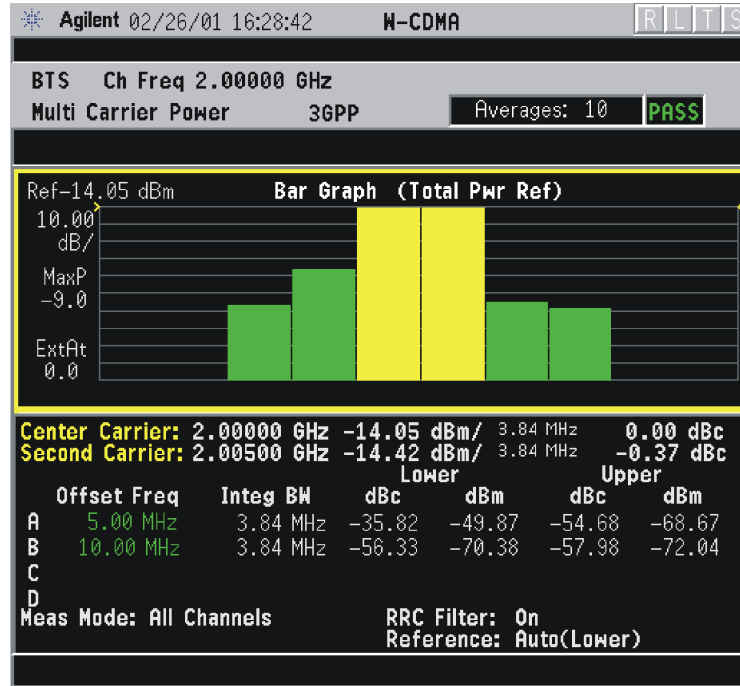 Agilent 02/26/01 16:28:42 W-CDMA R L T S
BTS Ch Freq 2.00000 GHz
Multi Carrier Power 3GPP Averages: 10 PASS
Ref-14.05 dBm Bar Graph (Total Pwr Ref)
10.00
dB/
MaxP
-9.0
ExtAt
0.0
Center Carrier: 2.00000 GHz -14.05 dBm/ 3.84 MHz 0.00 dBc
Second Carrier: 2.00500 GHz -14.42 dBm/ 3.84 MHz -0.37 dBc
Lower Upper
Offset Freq Integ BW dBc dBm dBc dBm
A 5.00 MHz 3.84 MHz -35.82 -49.87 -54.68 -68.67
B 10.00 MHz 3.84 MHz -56.33 -70.38 -57.98 -72.04
C
D
Meas Mode: All Channels RRC Filter: On
Reference: Auto(Lower)